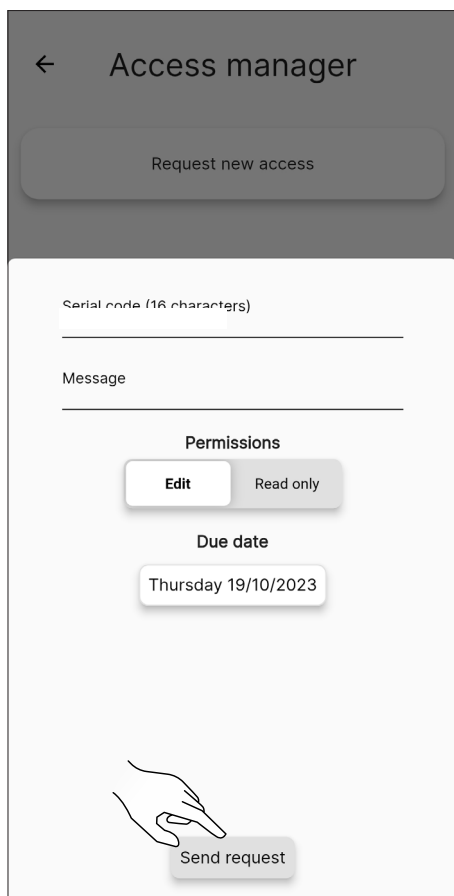 Access manager
Request new access
Serial code (16 characters)
Message
Permissions
Edit Read only
Due date
Thursday 19/10/2023
Send request